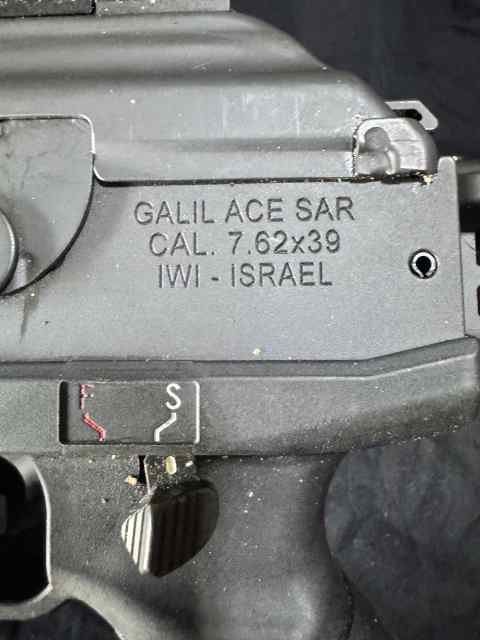 GALIL ACE SAR
CAL. 7.62x39
IWI - ISRAEL
F S